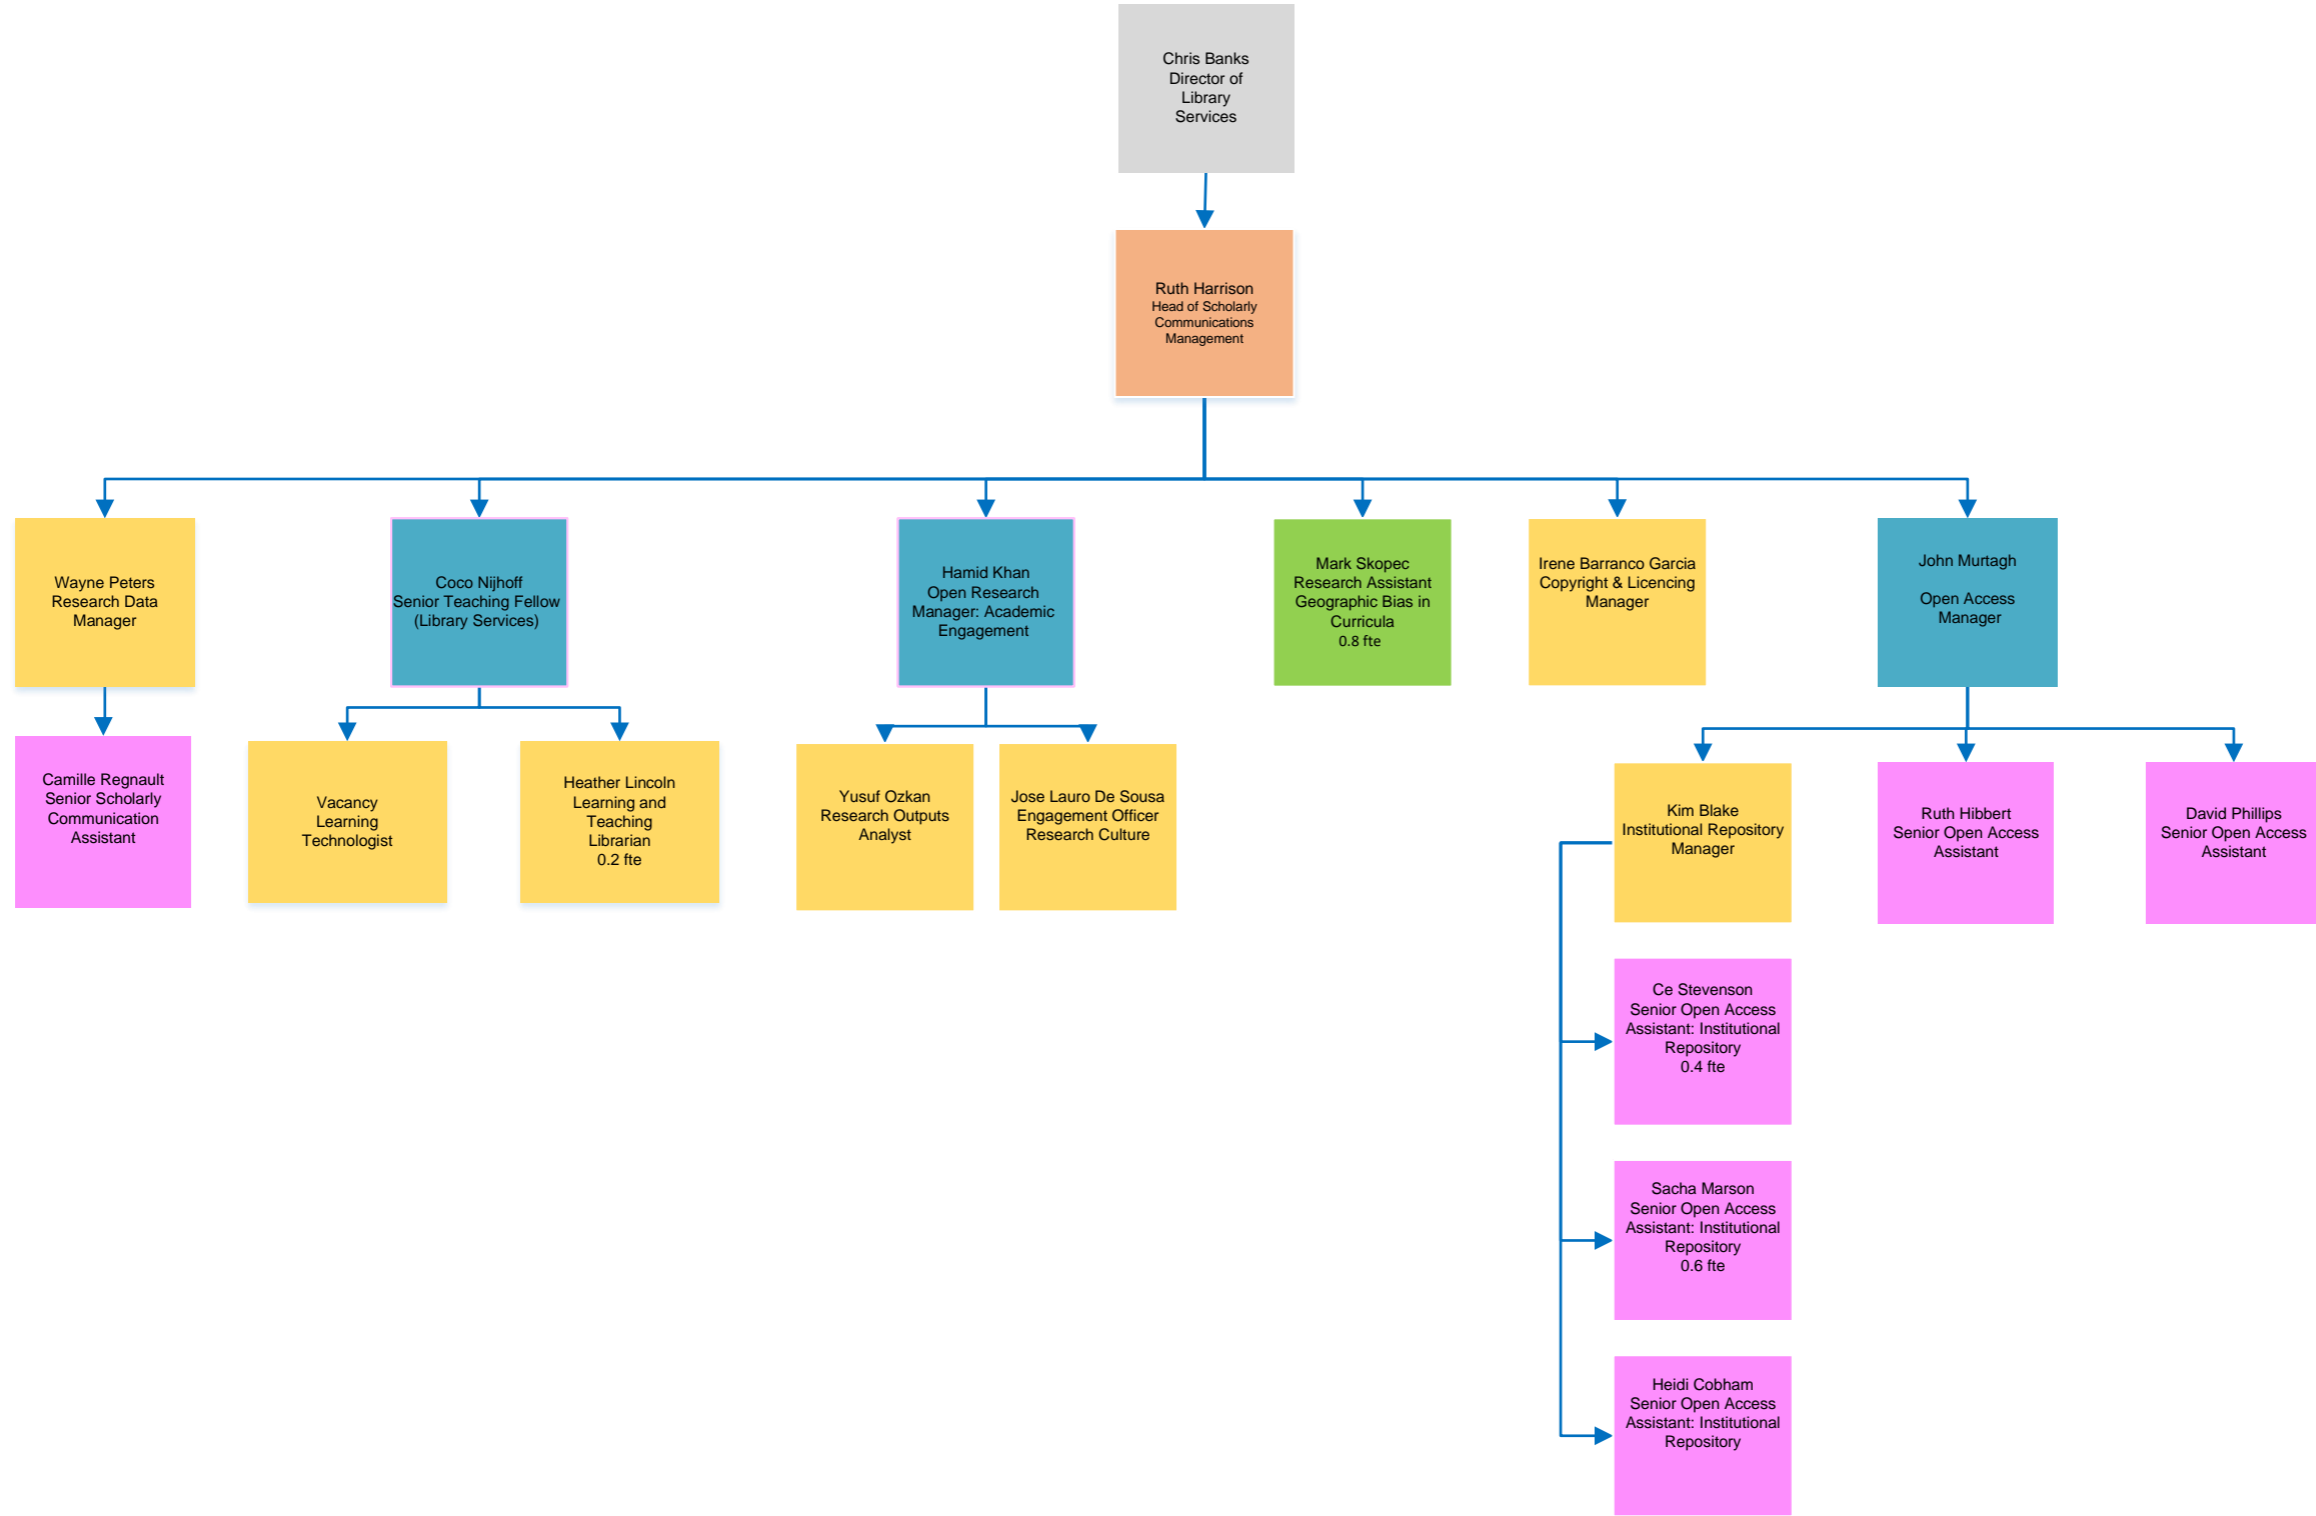 Chris Banks
Director of
Library
Services
Ruth Harrison
Head of Scholarly
Communications
Management
Wayne Peters
Research Data
Manager
Coco Nijhoff
Senior Teaching Fellow
(Library Services)
Hamid Khan
Open Research
Manager: Academic
Engagement
Mark Skopec
Research Assistant
Geographic Bias in
Curricula
0.8 fte
Irene Barranco Garcia
Copyright & Licencing
Manager
John Murtagh
Open Access
Manager
Camille Regnault
Senior Scholarly
Communication
Assistant
Vacancy
Learning
Technologist
Heather Lincoln
Learning and
Teaching
Librarian
0.2 fte
Yusuf Ozkan
Research Outputs
Analyst
Jose Lauro De Sousa
Engagement Officer
Research Culture
Kim Blake
Institutional Repository
Manager
Ruth Hibbert
Senior Open Access
Assistant
David Phillips
Senior Open Access
Assistant
Ce Stevenson
Senior Open Access
Assistant: Institutional
Repository
0.4 fte
Sacha Marson
Senior Open Access
Assistant: Institutional
Repository
0.6 fte
Heidi Cobham
Senior Open Access
Assistant: Institutional
Repository